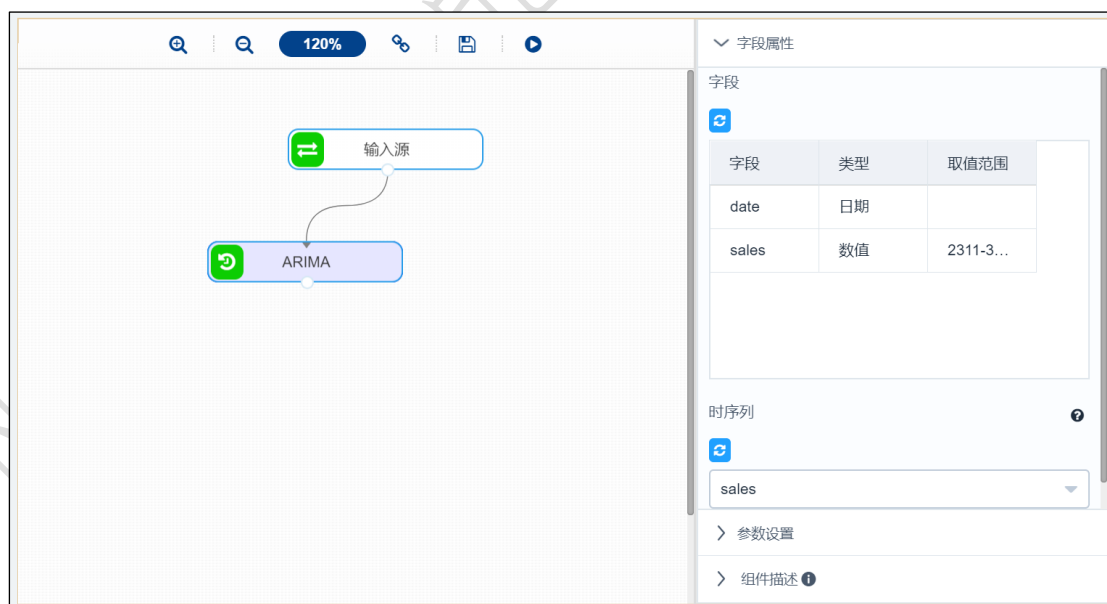 120%
字段属性
字段
字段 类型 取值范围
date 日期
sales 数值 2311-3...
输入源
ARIMA
时序列
sales
参数设置
组件描述